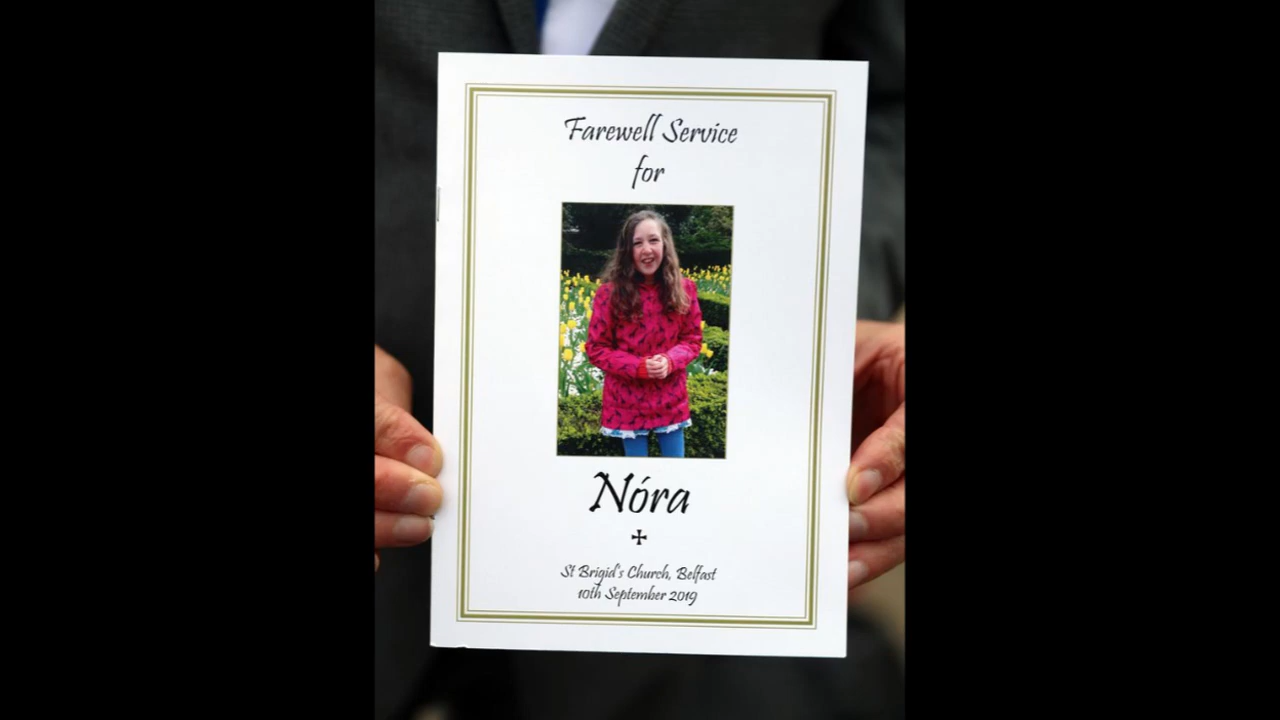 Farewell Service
for
Nóra
St Brigid's Church, Belfast
10th September 2019